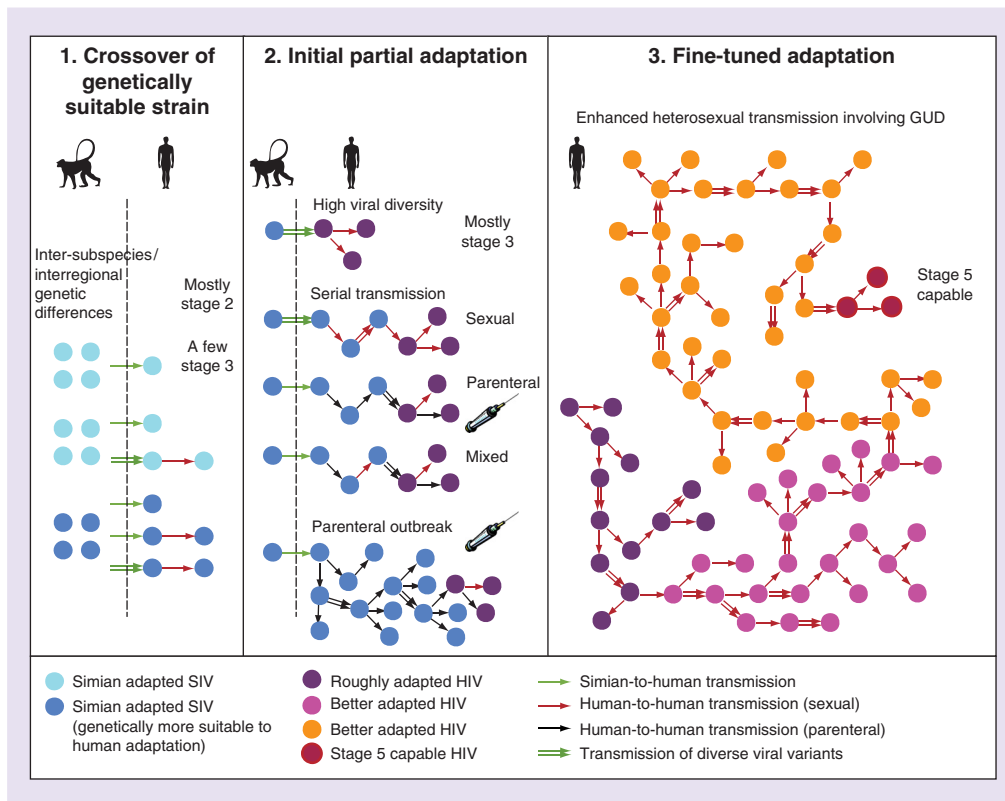 1. Crossover of
genetically
suitable strain
Inter-subspecies/
interregional
genetic
differences
Mostly
stage 2
A few
stage 3
2. Initial partial adaptation
High viral diversity
Mostly
stage 3
Serial transmission
Sexual
Parenteral
Mixed
Parenteral outbreak
3. Fine-tuned adaptation
Enhanced heterosexual transmission involving GUD
Stage 5
capable
Simian adapted SIV
Simian adapted SIV
(genetically more suitable to
human adaptation)
Roughly adapted HIV
Better adapted HIV
Better adapted HIV
Stage 5 capable HIV
Simian-to-human transmission
Human-to-human transmission (sexual)
Human-to-human transmission (parenteral)
Transmission of diverse viral variants